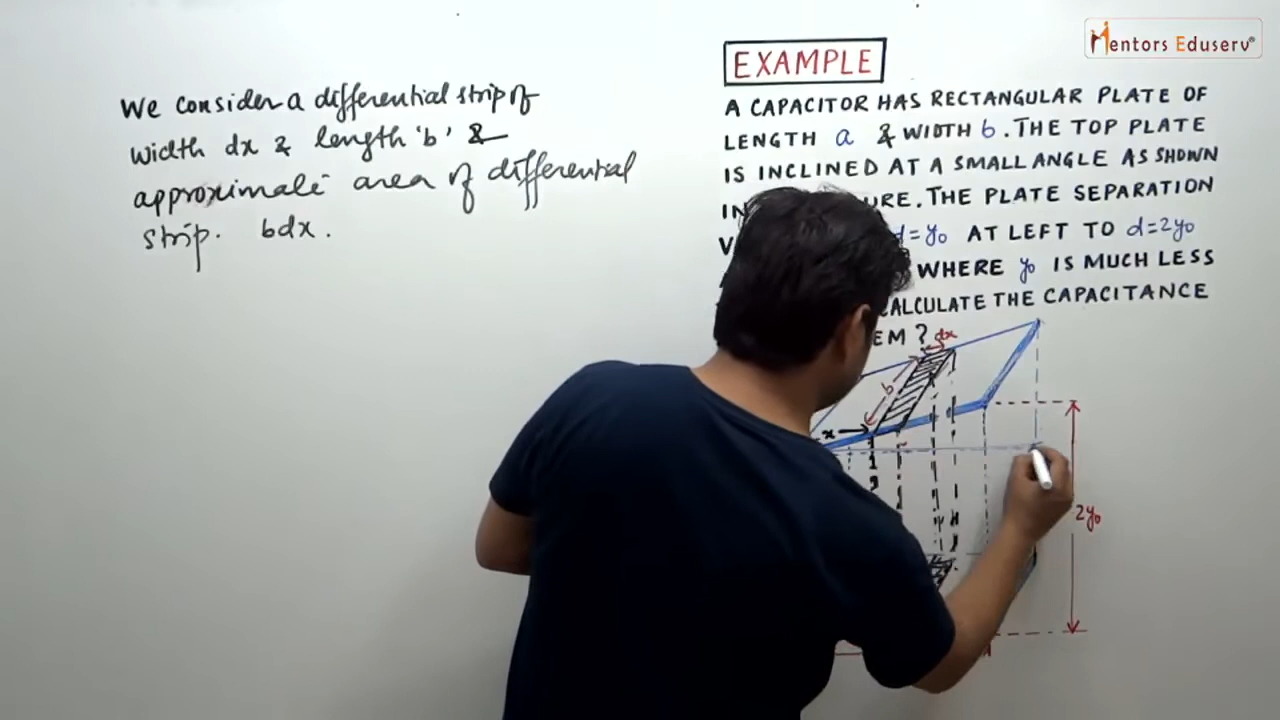 We consider a differential strip of
width dx & length 'b' &
approximate area of differential
strip. bdx.
Mentors Eduserv®
EXAMPLE
A CAPACITOR HAS RECTANGULAR PLATE OF
LENGTH a & WIDTH b. THE TOP PLATE
IS INCLINED AT A SMALL ANGLE AS SHOWN
IN URE. THE PLATE SEPARATION
V d=y₀ AT LEFT TO d=2y₀
WHERE y₀ IS MUCH LESS
CALCULATE THE CAPACITANCE
EM ? dx
b
x
2y₀